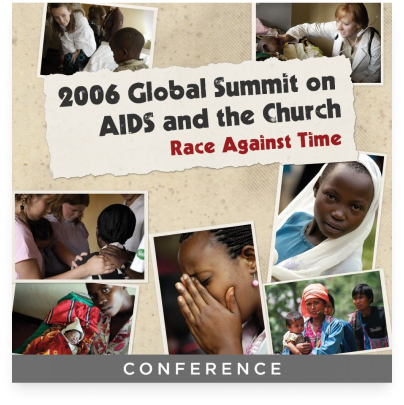 2006 Global Summit on
AIDS and the Church
Race Against Time
CONFERENCE